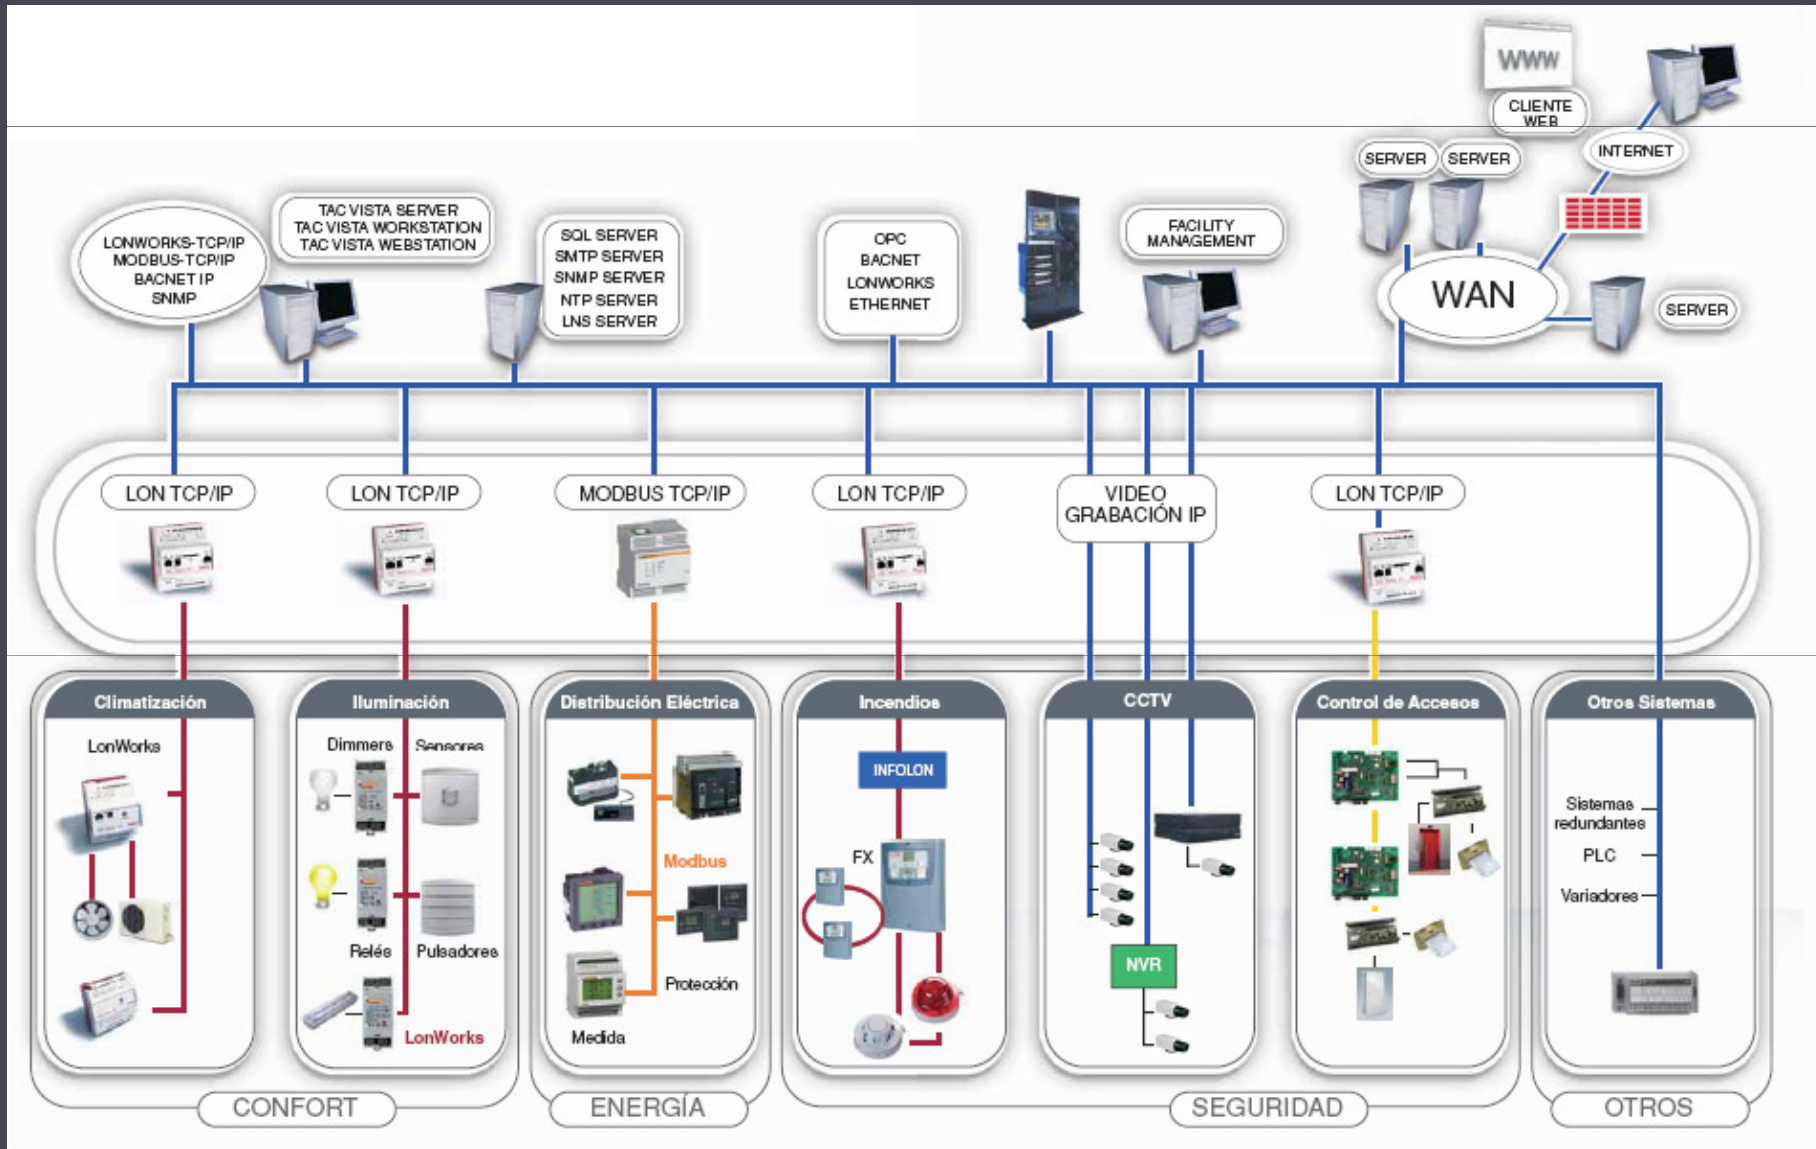 WWW
CLIENTE
WEB
INTERNET
SERVER
SERVER
TAC VISTA SERVER
TAC VISTA WORKSTATION
TAC VISTA WEBSTATION
LONWORKS-TCP/IP
MODBUS-TCP/IP
BACNET IP
SNMP
SQL SERVER
SMTP SERVER
SNMP SERVER
NTP SERVER
LNS SERVER
OPC
BACNET
LONWORKS
ETHERNET
FACILITY
MANAGEMENT
WAN
SERVER
LON TCP/IP
LON TCP/IP
MODBUS TCP/IP
LON TCP/IP
VIDEO
GRABACIÓN IP
LON TCP/IP
Climatización
LonWorks
Iluminación
Dimmers
Sensores
Relés
Pulsadores
LonWorks
Distribución Eléctrica
Modbus
Protección
Medida
Incendios
INFOLON
FX
CCTV
NVR
Control de Accesos
Otros Sistemas
Sistemas
redundantes
PLC
Variadores
CONFORT
ENERGÍA
SEGURIDAD
OTROS